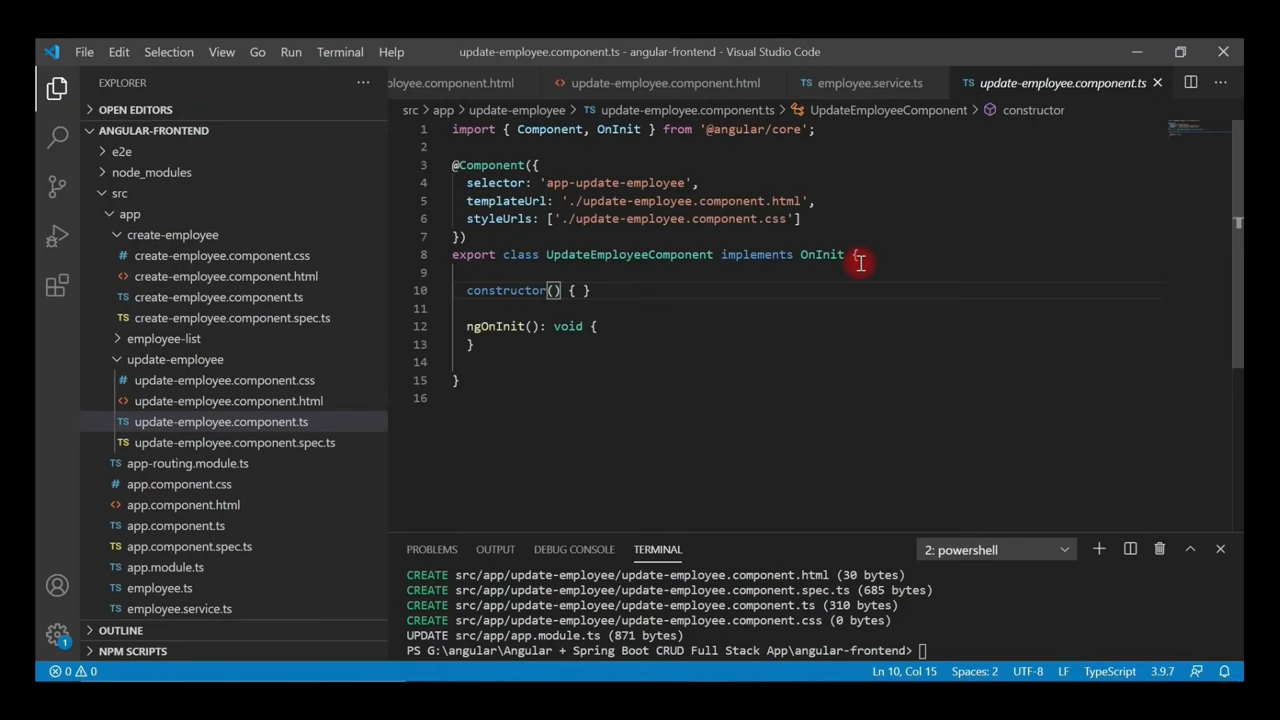 File Edit Selection View Go Run Terminal Help
update-employee.component.ts - angular-frontend - Visual Studio Code
EXPLORER
OPEN EDITORS
ANGULAR-FRONTEND
e2e
node_modules
src
app
create-employee
create-employee.component.css
create-employee.component.html
create-employee.component.ts
create-employee.component.spec.ts
employee-list
update-employee
update-employee.component.css
update-employee.component.html
update-employee.component.ts
update-employee.component.spec.ts
app-routing.module.ts
app.component.css
app.component.html
app.component.ts
app.component.spec.ts
app.module.ts
employee.ts
employee.service.ts
OUTLINE
NPM SCRIPTS
ployee.component.html update-employee.component.html employee.service.ts update-employee.component.ts
src app update-employee TS update-employee.component.ts UpdateEmployeeComponent constructor
1 import { Component, OnInit } from '@angular/core';
2
3 @Component({
4 selector: 'app-update-employee',
5 templateUrl: './update-employee.component.html',
6 styleUrls: ['./update-employee.component.css']
7 })
8 export class UpdateEmployeeComponent implements OnInit {
9
10 constructor() { }
11
12 ngOnInit(): void {
13 }
14
15 }
16
PROBLEMS OUTPUT DEBUG CONSOLE TERMINAL
2: powershell
CREATE src/app/update-employee/update-employee.component.html (30 bytes)
CREATE src/app/update-employee/update-employee.component.spec.ts (685 bytes)
CREATE src/app/update-employee/update-employee.component.ts (310 bytes)
CREATE src/app/update-employee/update-employee.component.css (0 bytes)
UPDATE src/app/app.module.ts (871 bytes)
PS G:\angular\Angular + Spring Boot CRUD Full Stack App\angular-frontend>
1
0 0 Ln 10, Col 15 Spaces: 2 UTF-8 LF TypeScript 3.9.7